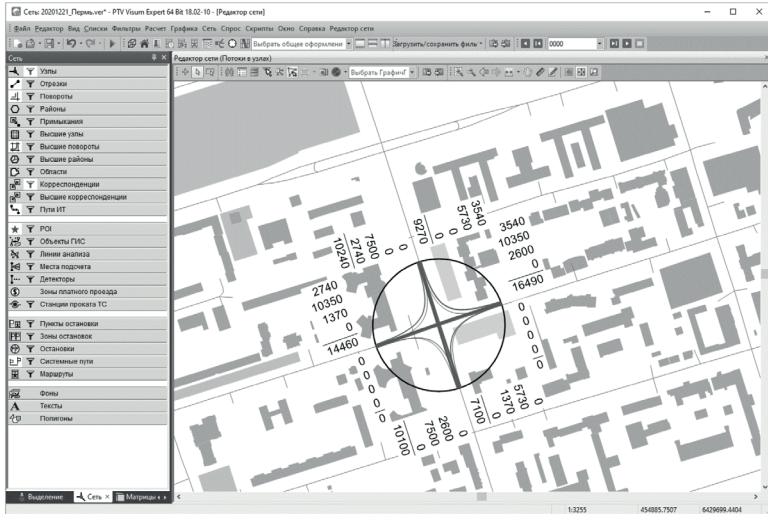 Сеть: 20201221_Пермь.ver* - PTV Visum Expert 64 Bit 18.02-10 - [Редактор сети]
Файл Редактор Вид Списки Фильтры Расчет Графика Сеть Спрос Скрипты Окно Справка Редактор сети
Выбрать общее оформлени Загрузить/сохранить филь 0000
Сеть
Редактор сети (Потоки в узлах)
Выбрать График
Узлы
Отрезки
Повороты
Районы
Примыкания
Высшие узлы
Высшие повороты
Высшие районы
Области
Корреспонденции
Высшие корреспонденции
Пути ИТ
POI
Объекты ГИС
Линии анализа
Места подсчета
Детекторы
Зоны платного проезда
Станции проката ТС
Пункты остановки
Зоны остановок
Остановки
Системные пути
Маршруты
Фоны
Тексты
Полигоны
10240
2740
7500
0
0
9270
0
0
5730
3540
3540
10350
2600
0
16490
2740
10350
1370
0
14460
0
0
0
0
0
0
0
0
0
0
10100
0
7500
2600
0
7100
0
1370
5730
0
Выделение Сеть Матрицы
1:3255 454885.7507 6429699.4404